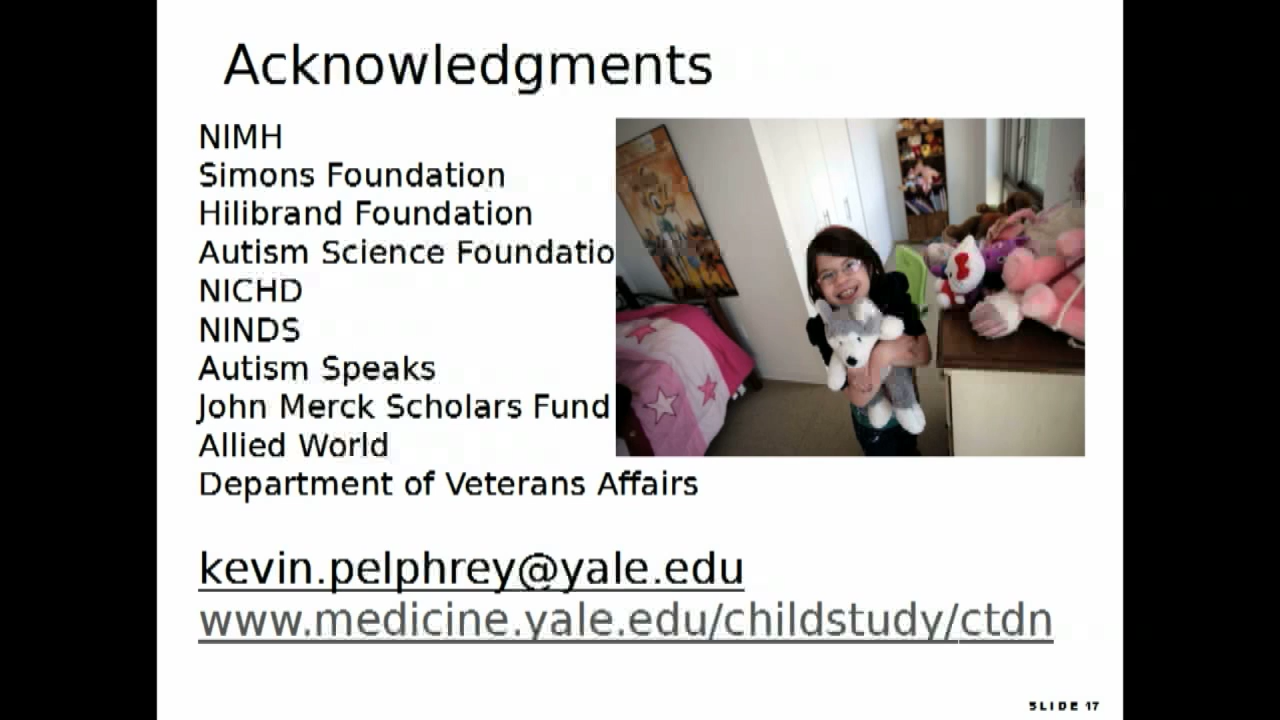 Acknowledgments
NIMH
Simons Foundation
Hilibrand Foundation
Autism Science Foundatio
NICHD
NINDS
Autism Speaks
John Merck Scholars Fund
Allied World
Department of Veterans Affairs
kevin.pelphrey@yale.edu
www.medicine.yale.edu/childstudy/ctdn
SLIDE 17